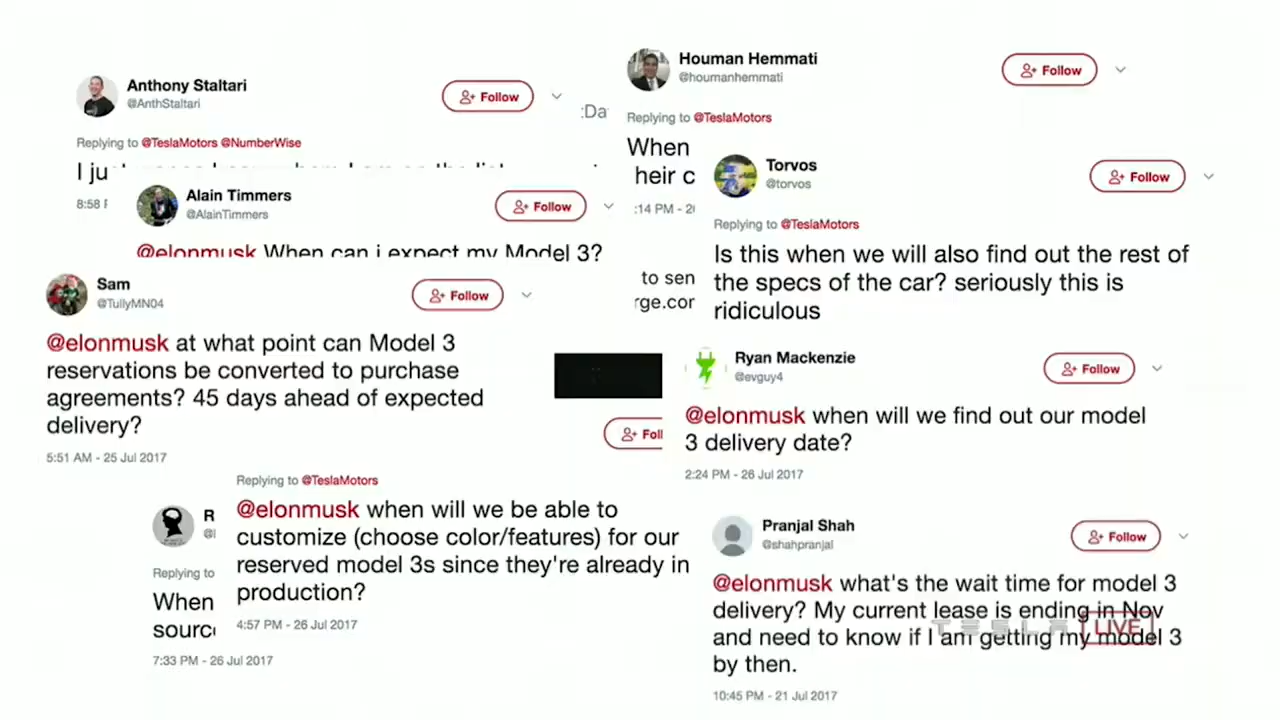 Anthony Staltari
@AnthStaltari
Follow
Replying to @TeslaMotors @NumberWise
I ju
8:58
Alain Timmers
@AlainTimmers
Follow
@elonmusk When can i expect my Model 3?
Sam
@TullyMN04
Follow
@elonmusk at what point can Model 3
reservations be converted to purchase
agreements? 45 days ahead of expected
delivery?
5:51 AM - 25 Jul 2017
Replying to @TeslaMotors
@elonmusk when will we be able to
customize (choose color/features) for our
reserved model 3s since they're already in
production?
4:57 PM - 26 Jul 2017
R
Replying to
When
sourc
7:33 PM - 26 Jul 2017
:Da
Houman Hemmati
@houmanhemmati
Follow
Replying to @TeslaMotors
When
heir c
:14 PM - 2
to sen
rge.cor
Foll
Torvos
@torvos
Follow
Replying to @TeslaMotors
Is this when we will also find out the rest of
the specs of the car? seriously this is
ridiculous
Ryan Mackenzie
@evguy4
Follow
@elonmusk when will we find out our model
3 delivery date?
2:24 PM - 26 Jul 2017
Pranjal Shah
@shahpranjal
Follow
@elonmusk what's the wait time for model 3
delivery? My current lease is ending in Nov
and need to know if I am getting my model 3
by then.
10:45 PM - 21 Jul 2017
TESLA LIVE